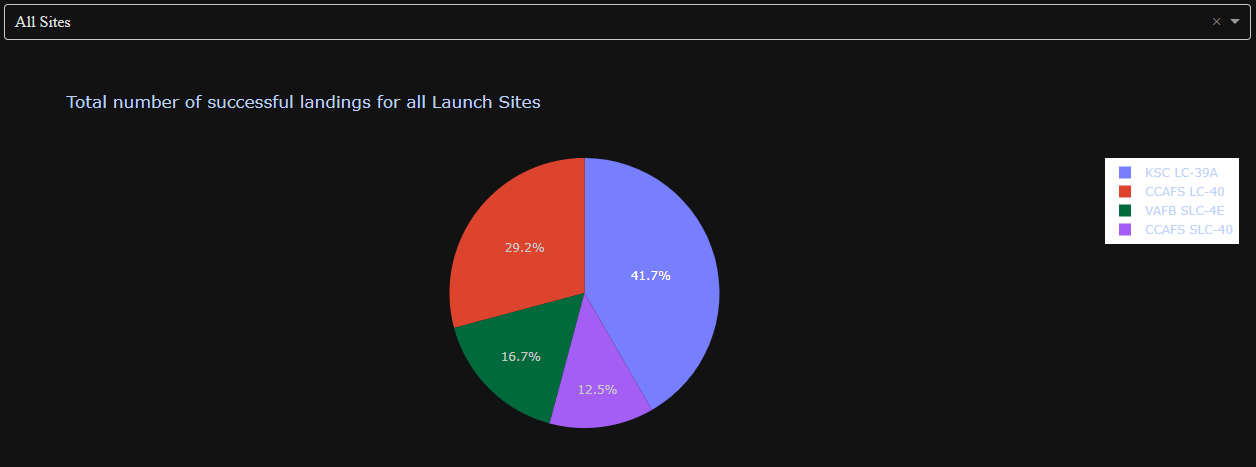 All Sites
Total number of successful landings for all Launch Sites
KSC LC-39A
CCAFS LC-40
VAFB SLC-4E
CCAFS SLC-40
29.2%
41.7%
16.7%
12.5%